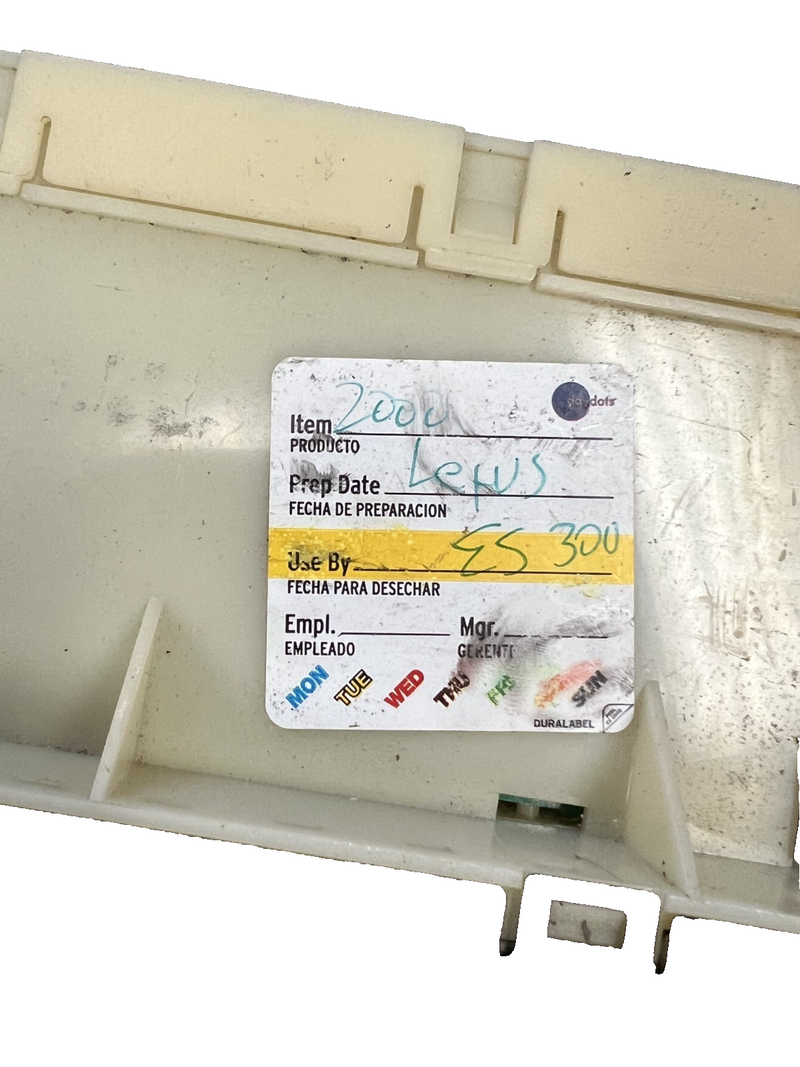 Item 2000
daydots
PRODUCTO
Prep Date Lexus
FECHA DE PREPARACION
Use By ES 300
FECHA PARA DESECHAR
Empl. Mgr.
EMPLEADO GERENTE
MON TUE WED THU FRI SUN
DURALABEL